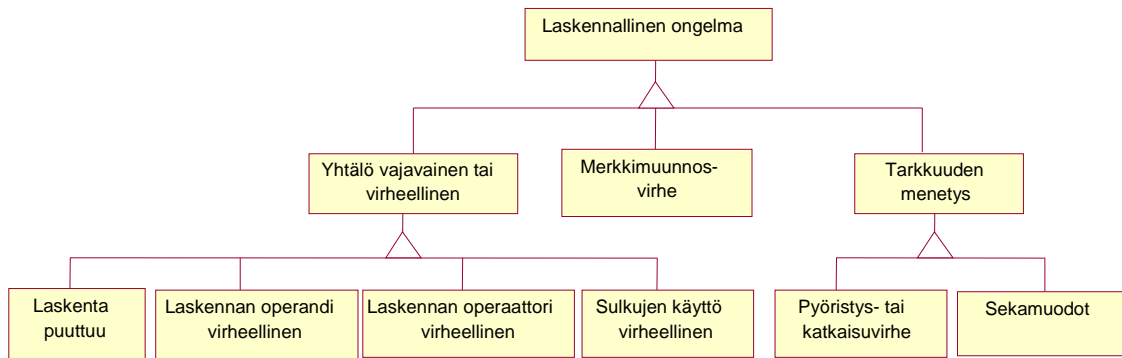 Laskennallinen ongelma
Yhtälö vajavainen tai
virheellinen
Merkkimuunnos-
virhe
Tarkkuuden
menetys
Laskenta
puuttuu
Laskennan operandi
virheellinen
Laskennan operaattori
virheellinen
Sulkujen käyttö
virheellinen
Pyöristys- tai
katkaisuvirhe
Sekamuodot